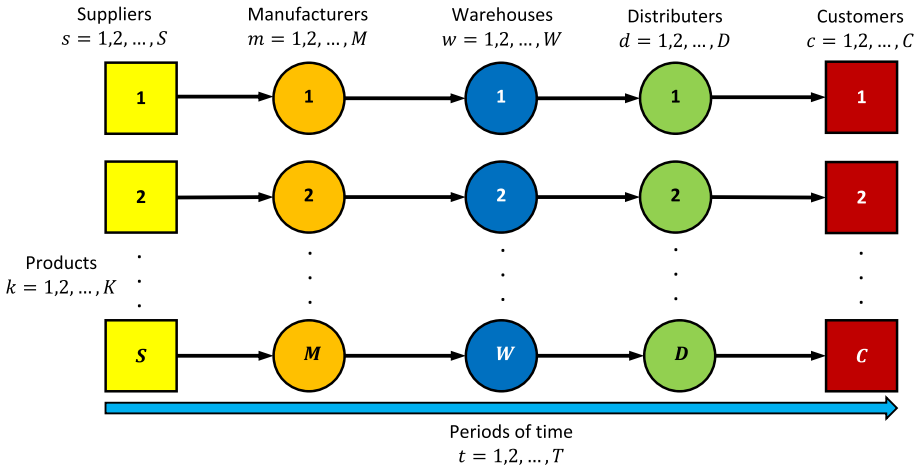 Suppliers
s = 1,2, … , S
Manufacturers
m = 1,2, … , M
Warehouses
w = 1,2, … , W
Distributers
d = 1,2, … , D
Customers
c = 1,2, … , C
1 1 1 1 1
2 2 2 2 2
Products
k = 1,2, … , K
S M W D C
Periods of time
t = 1,2, … , T